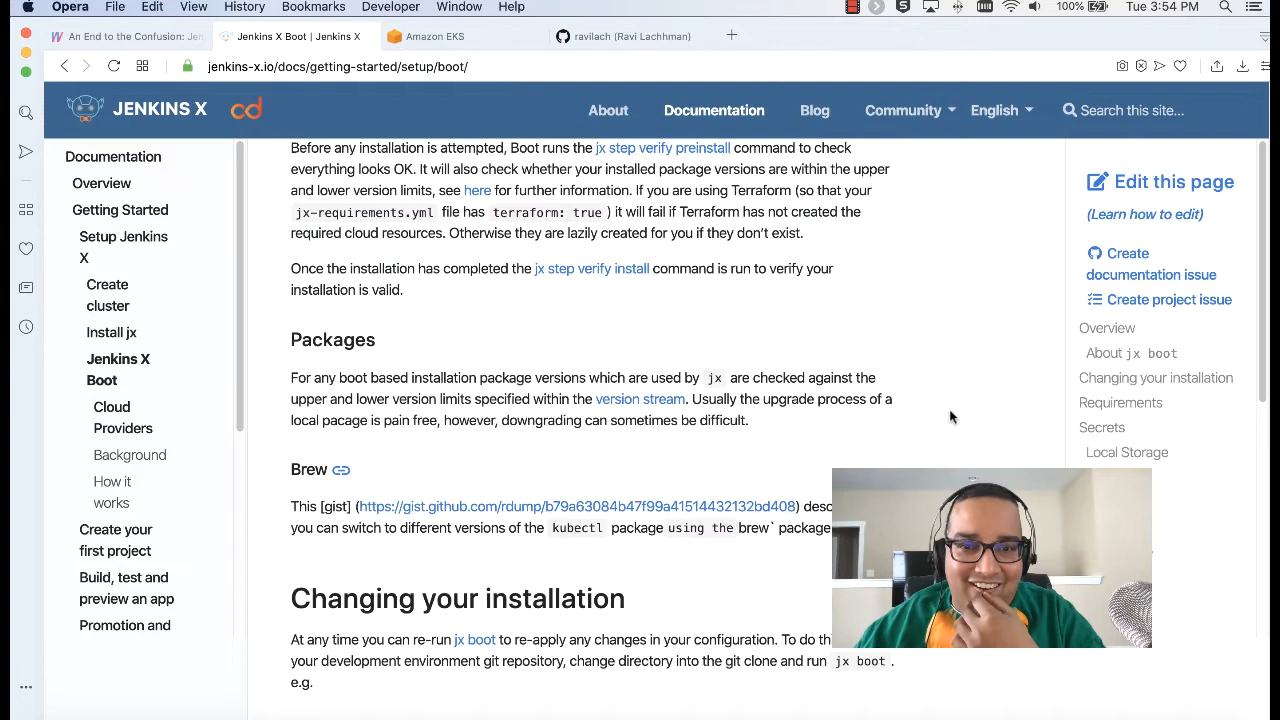 Opera File Edit View History Bookmarks Developer Window Help 100% Tue 3:54 PM
An End to the Confusion: Jen
Jenkins X Boot | Jenkins X
Amazon EKS
ravilach (Ravi Lachhman)
jenkins-x.io/docs/getting-started/setup/boot/
JENKINS X cd About Documentation Blog Community English Search this site...
Documentation
Overview
Getting Started
Setup Jenkins
X
Create
cluster
Install jx
Jenkins X
Boot
Cloud
Providers
Background
How it
works
Create your
first project
Build, test and
preview an app
Promotion and
Before any installation is attempted, Boot runs the jx step verify preinstall command to check
everything looks OK. It will also check whether your installed package versions are within the upper
and lower version limits, see here for further information. If you are using Terraform (so that your
jx-requirements.yml file has terraform: true ) it will fail if Terraform has not created the
required cloud resources. Otherwise they are lazily created for you if they don’t exist.
Once the installation has completed the jx step verify install command is run to verify your
installation is valid.
Packages
For any boot based installation package versions which are used by jx are checked against the
upper and lower version limits specified within the version stream. Usually the upgrade process of a
local pacage is pain free, however, downgrading can sometimes be difficult.
Brew
This [gist] (https://gist.github.com/rdump/b79a63084b47f99a41514432132bd408) desc
you can switch to different versions of the kubectl package using the brew` package
Changing your installation
At any time you can re-run jx boot to re-apply any changes in your configuration. To do th
your development environment git repository, change directory into the git clone and run jx boot .
e.g.
Edit this page
(Learn how to edit)
Create
documentation issue
Create project issue
Overview
About jx boot
Changing your installation
Requirements
Secrets
Local Storage